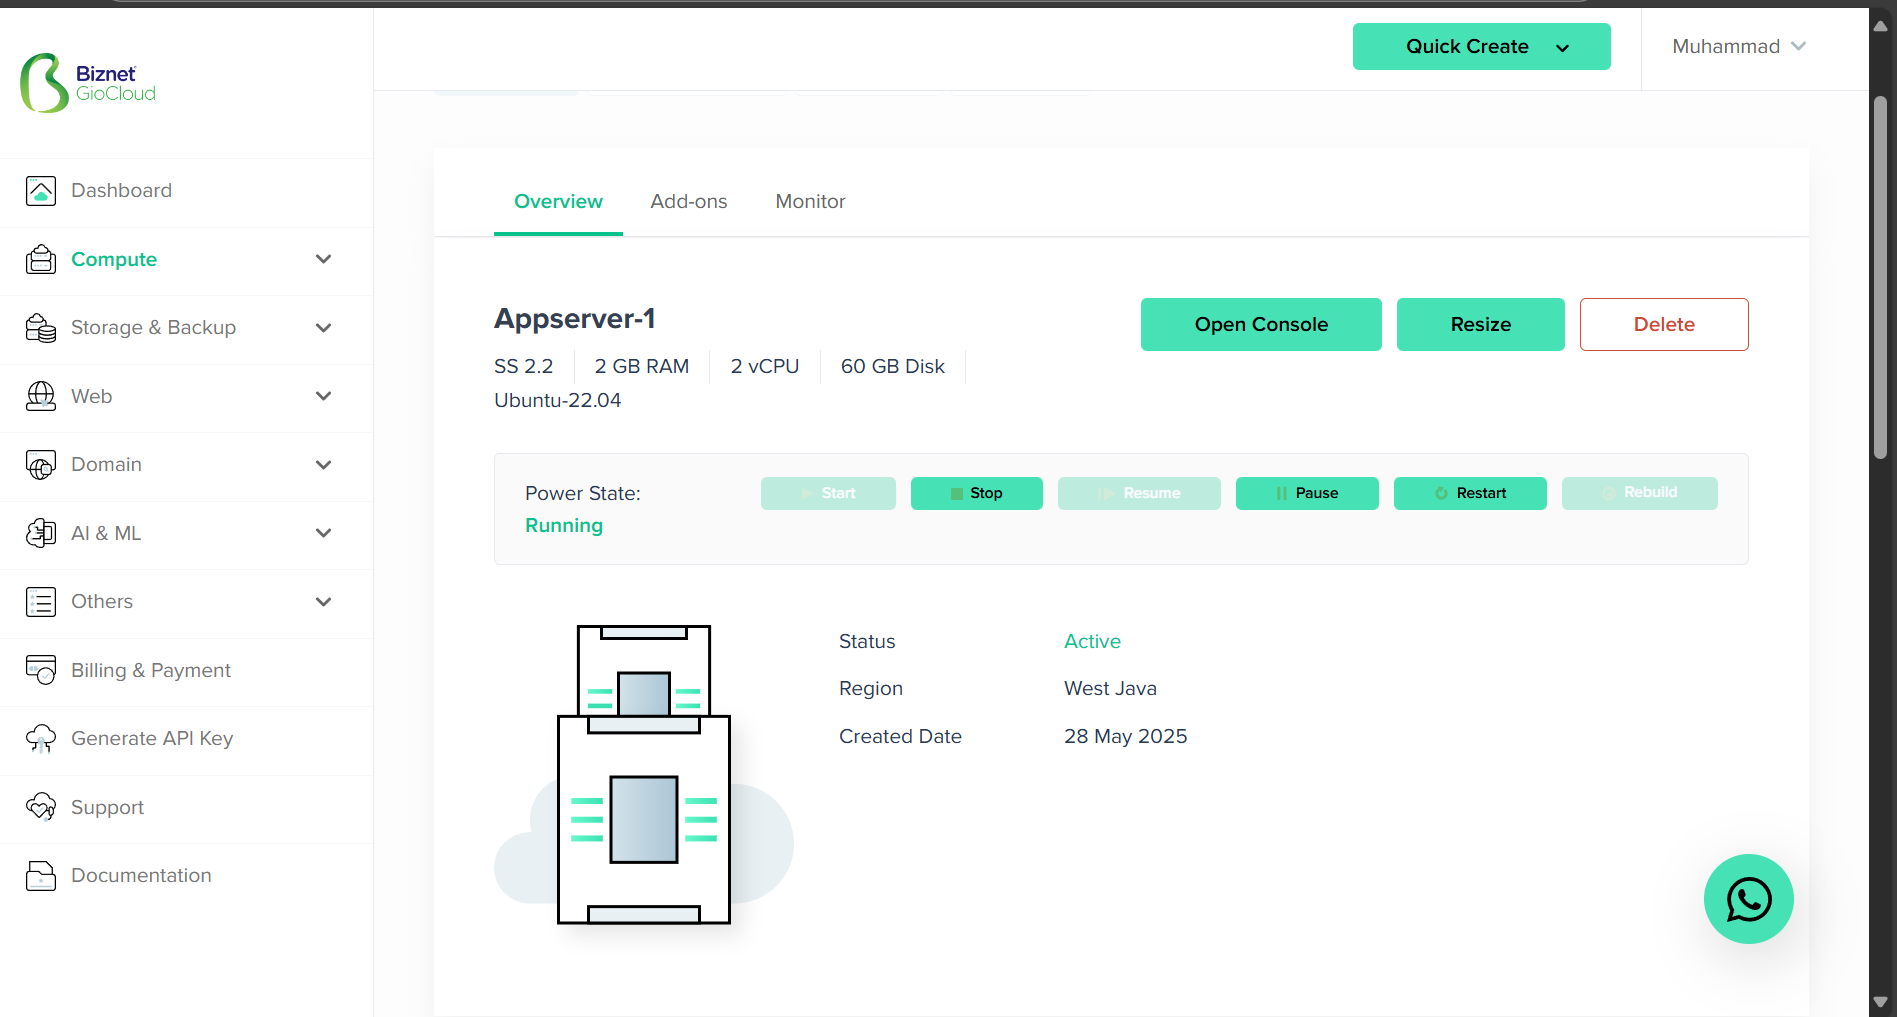 Biznet
GioCloud
Quick Create
Muhammad
Dashboard
Compute
Storage & Backup
Web
Domain
AI & ML
Others
Billing & Payment
Generate API Key
Support
Documentation
Overview Add-ons Monitor
Appserver-1
Open Console Resize Delete
SS 2.2 2 GB RAM 2 vCPU 60 GB Disk
Ubuntu-22.04
Power State:
Running
Start Stop Resume Pause Restart Rebuild
Status Active
Region West Java
Created Date 28 May 2025